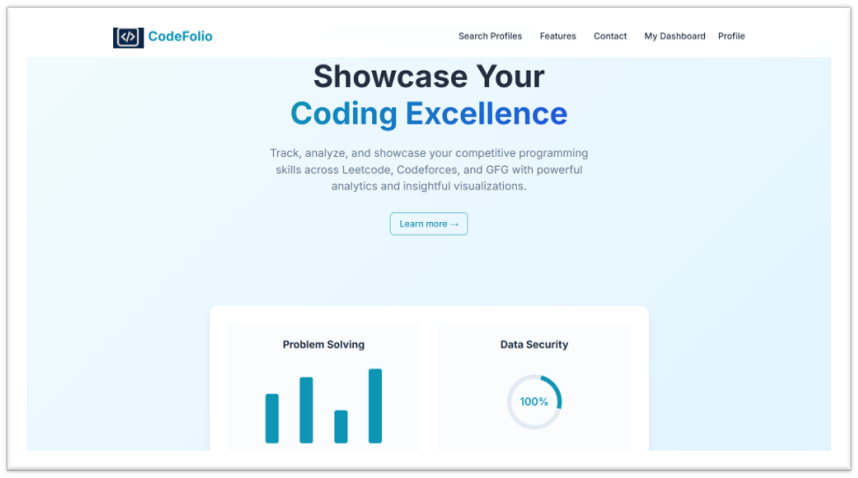 </> CodeFolio
Search Profiles Features Contact My Dashboard Profile
Showcase Your
Coding Excellence
Track, analyze, and showcase your competitive programming
skills across Leetcode, Codeforces, and GFG with powerful
analytics and insightful visualizations.
Learn more →
Problem Solving
Data Security
100%